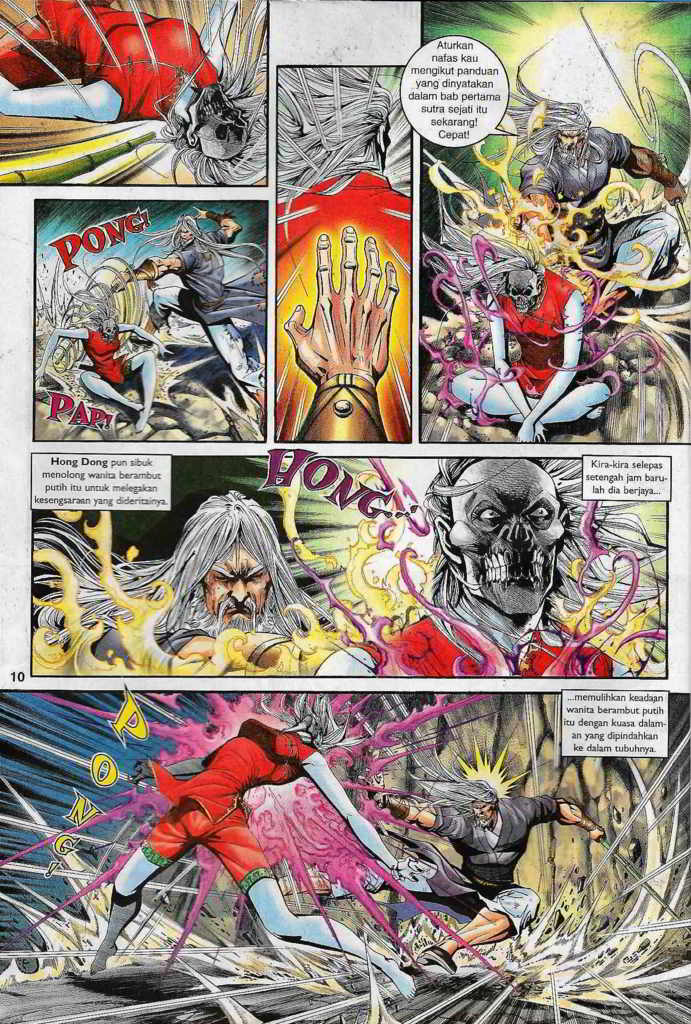 Aturkan
nafas kau
mengikut panduan
yang dinyatakan
dalam bab pertama
sutra sejati itu
sekarang!
Cepat!
PONG!
PAP!
Hong Dong pun sibuk
menolong wanita berambut
putih itu untuk melegakan
kesengsaraan yang dideritainya.
HONG...
Kira-kira selepas
setengah jam baru-
lah dia berjaya...
10
...memulihkan keadaan
wanita berambut putih
itu dengan kuasa dalam-
an yang dipindahkan
ke dalam tubuhnya.
PONG!